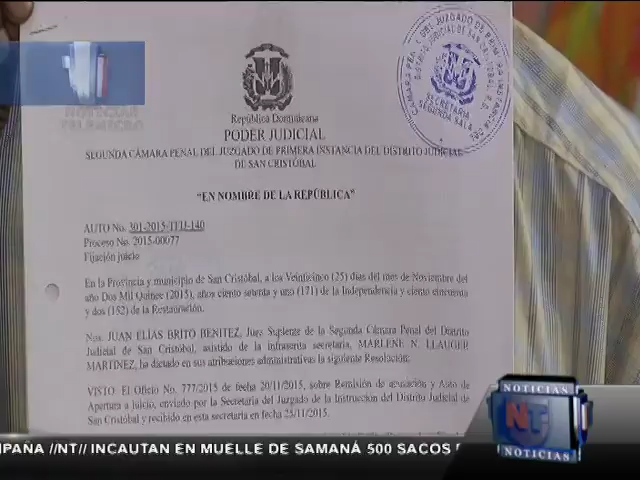 NOTICIAS
TELEMICRO
República Dominicana
PODER JUDICIAL
SEGUNDA CÁMARA PENAL DEL JUZGADO DE PRIMERA INSTANCIA DEL DISTRITO JUDICIAL
DE SAN CRISTÓBAL
SECRETARIA
SEGUNDA SALA
"EN NOMBRE DE LA REPÚBLICA"
AUTO No. 301-2015-TFIJ-140
Proceso No. 2015-00077
Fijación juicio
En la Provincia y municipio de San Cristóbal, a los Veinticinco (25) días del mes de Noviembre del
año Dos Mil Quince (2015), años ciento setenta y uno (171) de la Independencia y ciento cincuenta
y dos (152) de la Restauración.
Nos. JUAN ELÍAS BRITO BENITEZ, Juez Suplente de la Segunda Cámara Penal del Distrito
Judicial de San Cristóbal, asistido de la infrascrita secretaria, MARLENE N. LLAUGER
MARTINEZ, ha dictado en sus atribuciones administrativas la siguiente Resolución:
VISTO: El Oficio No. 777/2015 de fecha 20/11/2015, sobre Remisión de acusación y Auto de
Apertura a juicio, enviado por la Secretaría del Juzgado de la Instrucción del Distrito Judicial de
San Cristóbal y recibido en esta secretaria en fecha 25/11/2015.
NOTICIAS
NT
NOTICIAS
PAÑA //NT// INCAUTAN EN MUELLE DE SAMANÁ 500 SACOS